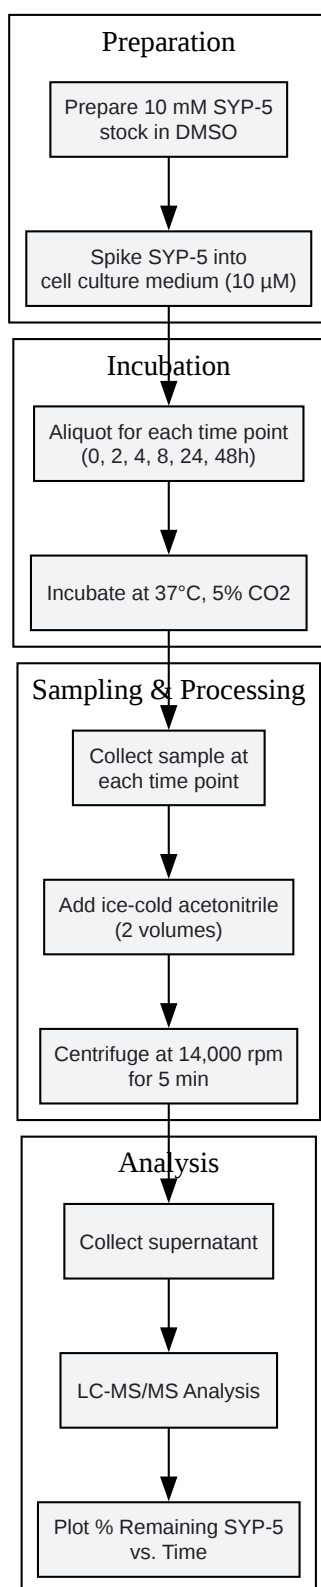 Preparation
Prepare 10 mM SYP-5
stock in DMSO
Spike SYP-5 into
cell culture medium (10 µM)
Incubation
Aliquot for each time point
(0, 2, 4, 8, 24, 48h)
Incubate at 37°C, 5% CO2
Sampling & Processing
Collect sample at
each time point
Add ice-cold acetonitrile
(2 volumes)
Centrifuge at 14,000 rpm
for 5 min
Analysis
Collect supernatant
LC-MS/MS Analysis
Plot % Remaining SYP-5
vs. Time